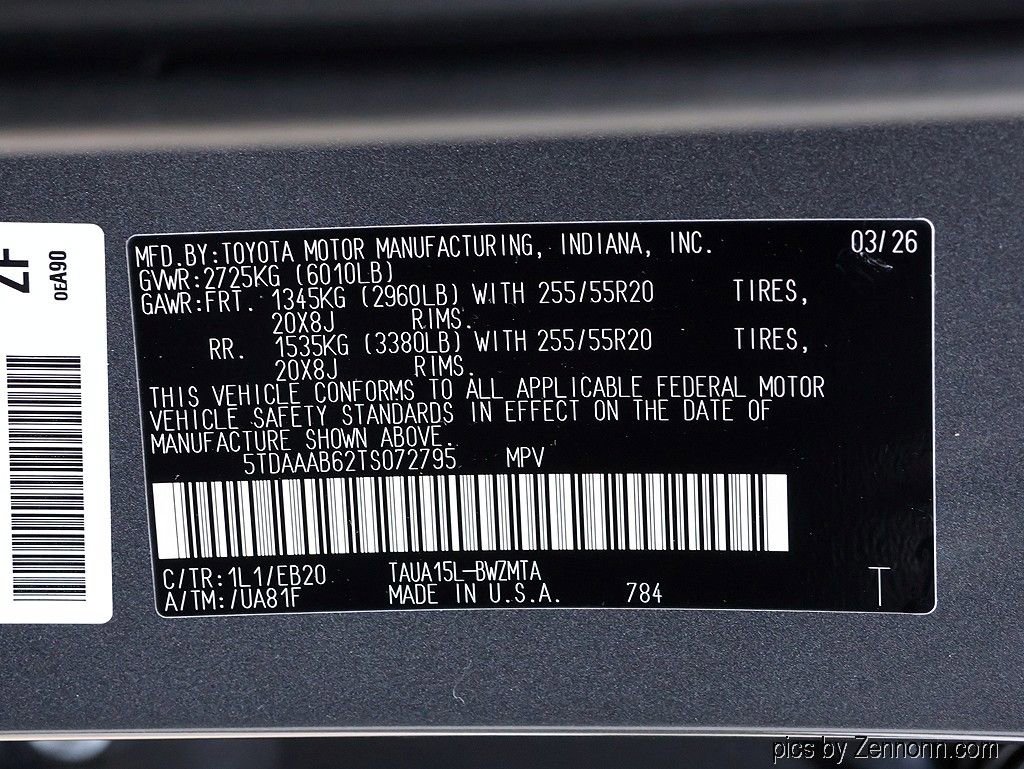 MFD.BY:TOYOTA MOTOR MANUFACTURING, INDIANA, INC. 03/26
GVWR:2725KG (6010LB)
GAWR:FRT. 1345KG (2960LB) WITH 255/55R20 TIRES,
20X8J RIMS.
RR. 1535KG (3380LB) WITH 255/55R20 TIRES,
20X8J RIMS.
THIS VEHICLE CONFORMS TO ALL APPLICABLE FEDERAL MOTOR
VEHICLE SAFETY STANDARDS IN EFFECT ON THE DATE OF
MANUFACTURE SHOWN ABOVE.
5TDAAAB62TS072795 MPV
C/TR:1L1/EB20 TAUA15L-BWZMTA
A/TM:/UA81F MADE IN U.S.A. 784 T
0EA90
pics by Zennonn.com